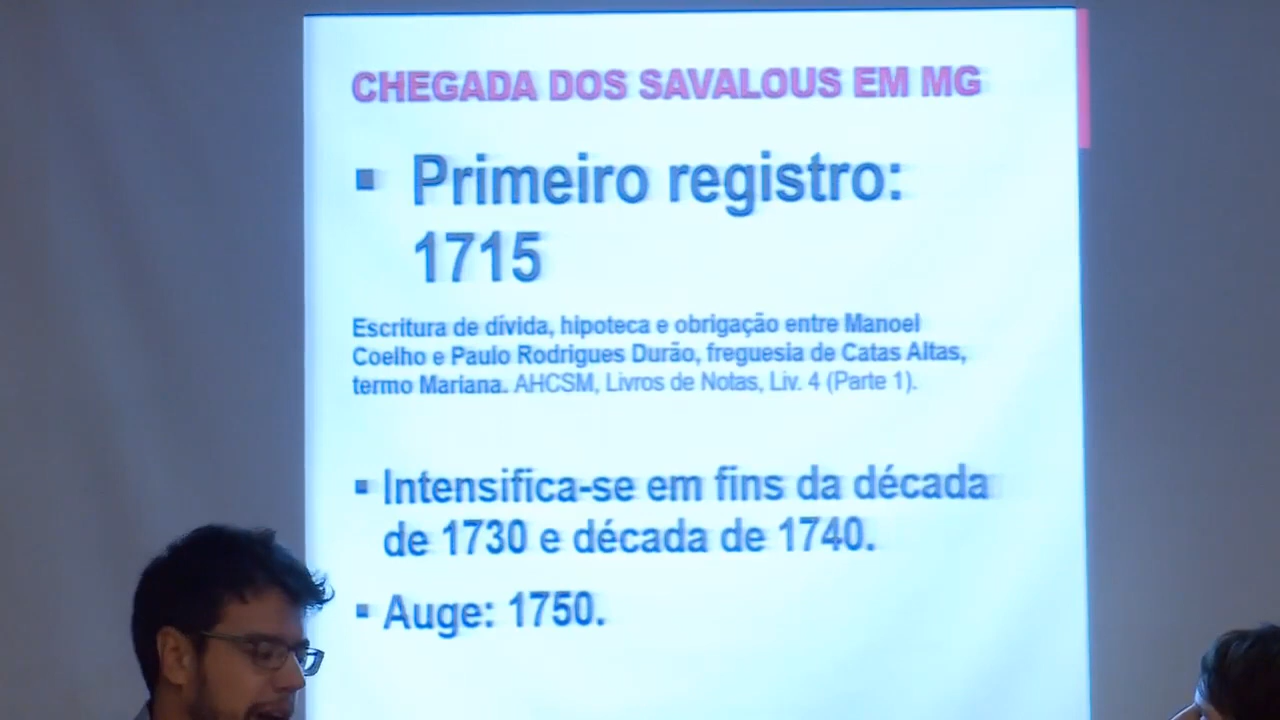 CHEGADA DOS SAVALOUS EM MG
▪ Primeiro registro:
1715
Escritura de dívida, hipoteca e obrigação entre Manoel
Coelho e Paulo Rodrigues Durão, freguesia de Catas Altas,
termo Mariana. AHCSM, Livros de Notas, Liv. 4 (Parte 1).
▪ Intensifica-se em fins da década
de 1730 e década de 1740.
▪ Auge: 1750.